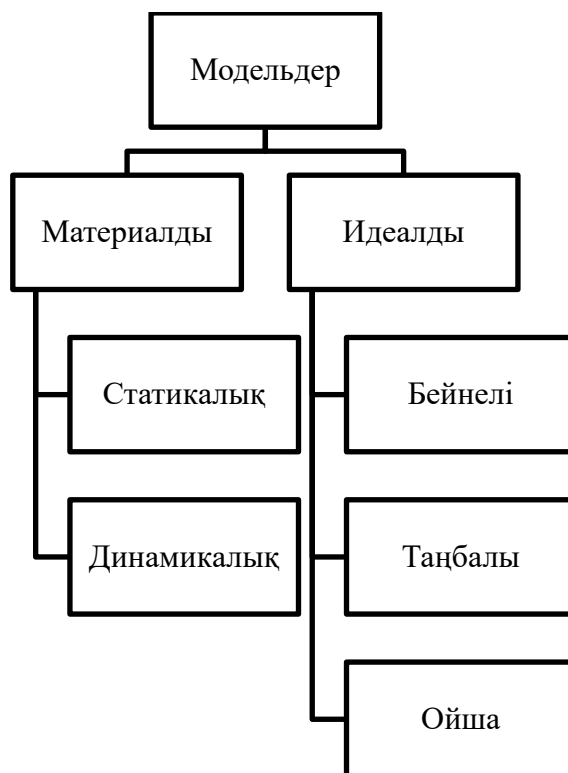 Модельдер
Материалды
Идеалды
Статикалық
Бейнелі
Динамикалық
Таңбалы
Ойша